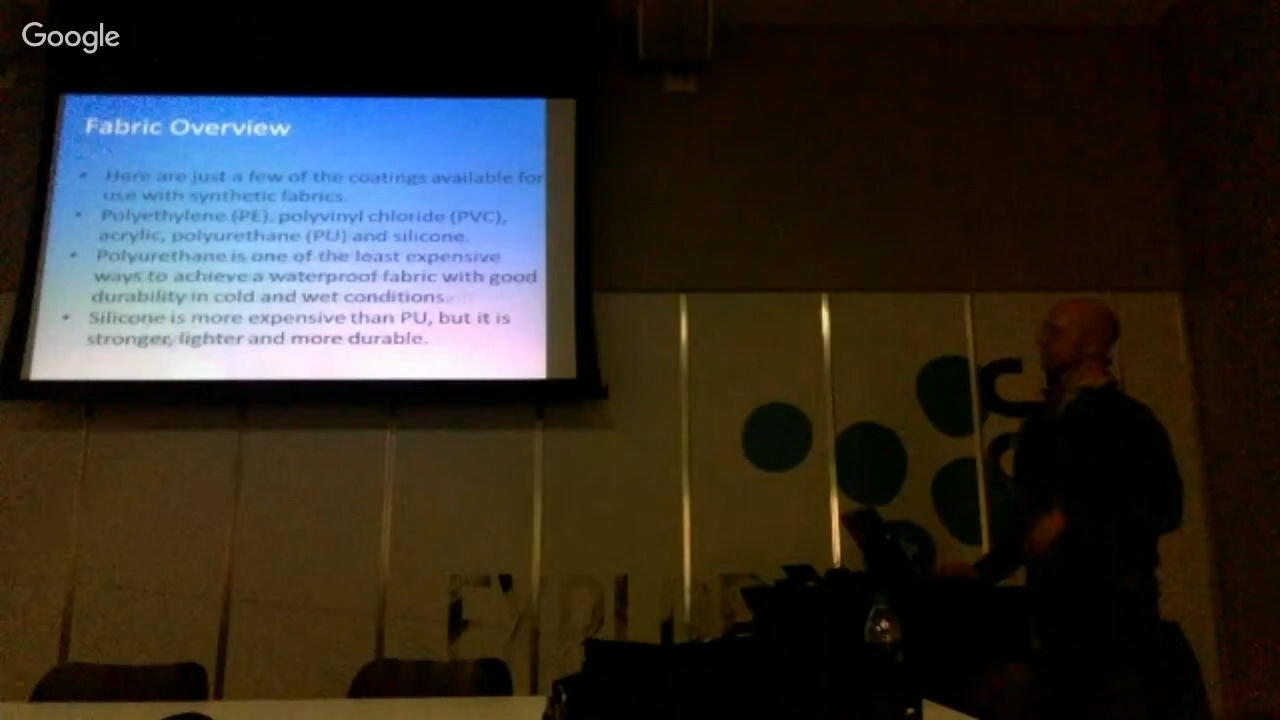 Google
Fabric Overview
• Here are just a few of the coatings available for
use with synthetic fabrics.
• Polyethylene (PE), polyvinyl chloride (PVC),
acrylic, polyurethane (PU) and silicone.
• Polyurethane is one of the least expensive
ways to achieve a waterproof fabric with good
durability in cold and wet conditions.
• Silicone is more expensive than PU, but it is
stronger, lighter and more durable.